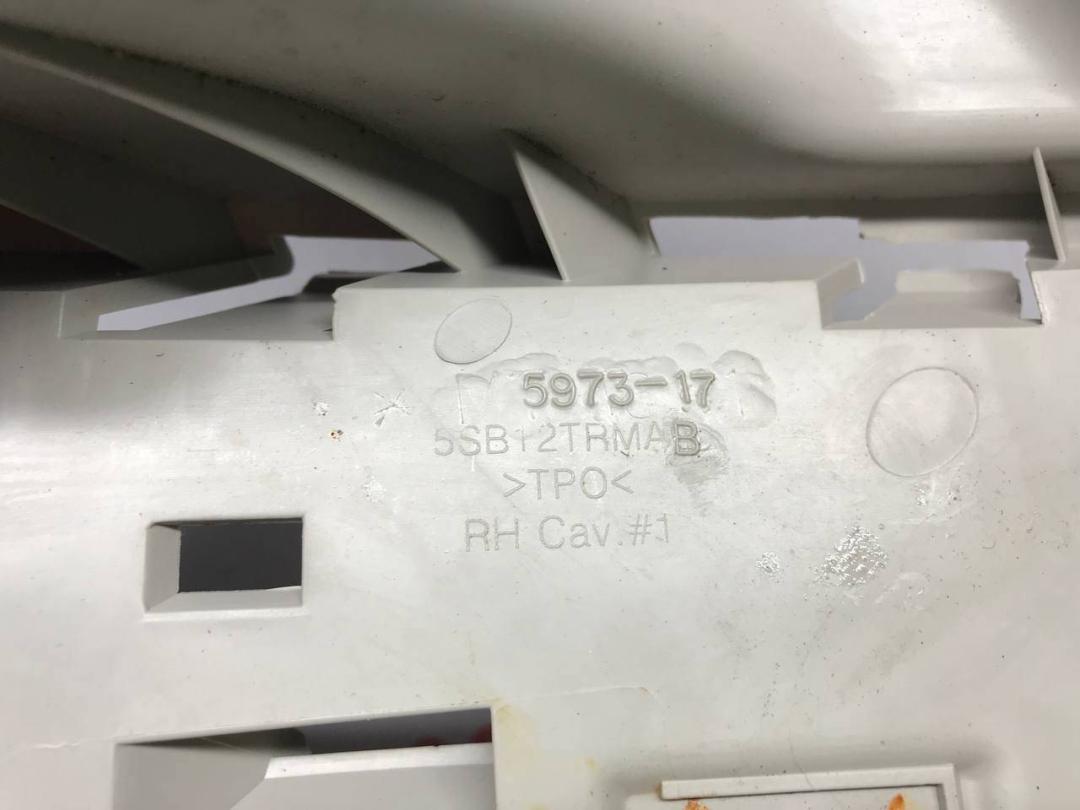 5973-17
5SB12TRMAB
>TPO<
RH Cav.#1